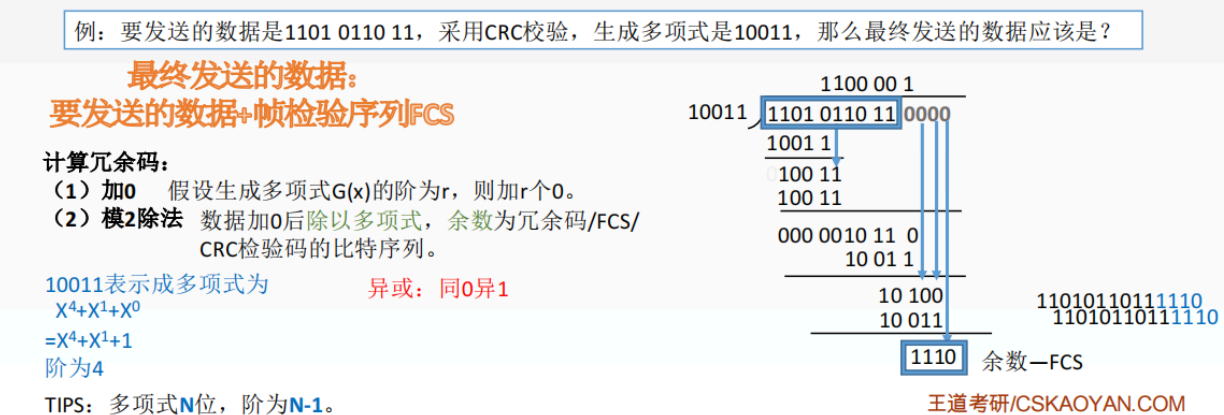 例：要发送的数据是1101 0110 11，采用CRC校验，生成多项式是10011，那么最终发送的数据应该是？
最终发送的数据：
要发送的数据+帧检验序列FCS
计算冗余码：
（1）加0 假设生成多项式G(x)的阶为r，则加r个0。
（2）模2除法 数据加0后除以多项式，余数为冗余码/FCS/
CRC检验码的比特序列。
10011表示成多项式为
X⁴+X¹+X⁰
=X⁴+X¹+1
阶为4
异或：同0异1
TIPS：多项式N位，阶为N-1。
1100 00 1
10011 1101 0110 11 0000
1001 1
0100 11
100 11
000 0010 11 0
10 01 1
10 100
10 011
1110 余数—FCS
11010110111110
11010110111110
王道考研/CSKAOYAN.COM